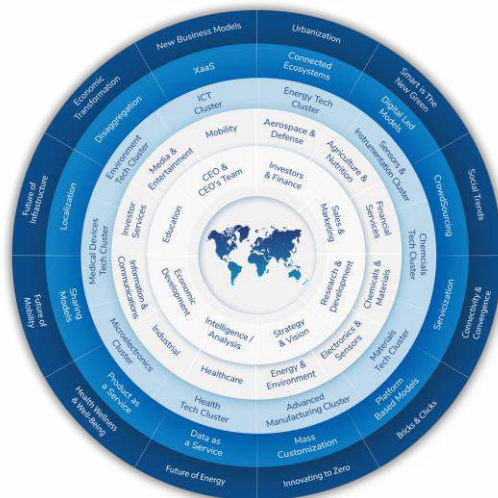 New Business Models
Urbanization
Smart is The
New Green
Social Trends
Connectivity &
Convergence
Bricks & Clicks
Innovating to Zero
Future of Energy
Health Wellness
& Well-Being
Future of
Mobility
Future of
Infrastructure
Economic
Transformation
XaaS
Connected
Ecosystems
Digital Led
Models
CrowdSourcing
Servicization
Platform
Based Models
Mass
Customization
Data as
a Service
Product as
a Service
Sharing
Models
Localization
Disaggregation
ICT
Cluster
Energy Tech
Cluster
Sensors &
Instrumentation Cluster
Chemcials
Tech Cluster
Materials
Tech Cluster
Advanced
Manufacturing Cluster
Health
Tech Cluster
Microelectronics
Cluster
Medical Devices
Tech Cluster
Environment
Tech Cluster
Mobility
Aerospace &
Defense
Agriculture &
Nutrition
Financial
Services
Chemicals &
Materials
Electronics &
Sensors
Energy &
Environment
Healthcare
Industrial
Information &
Communications
Investor
Services
Media &
Entertainment
CEO &
CEO's Team
Investors
& Finance
Sales &
Marketing
Research &
Development
Strategy
& Vision
Intelligence /
Analysis
Economic
Development
Education